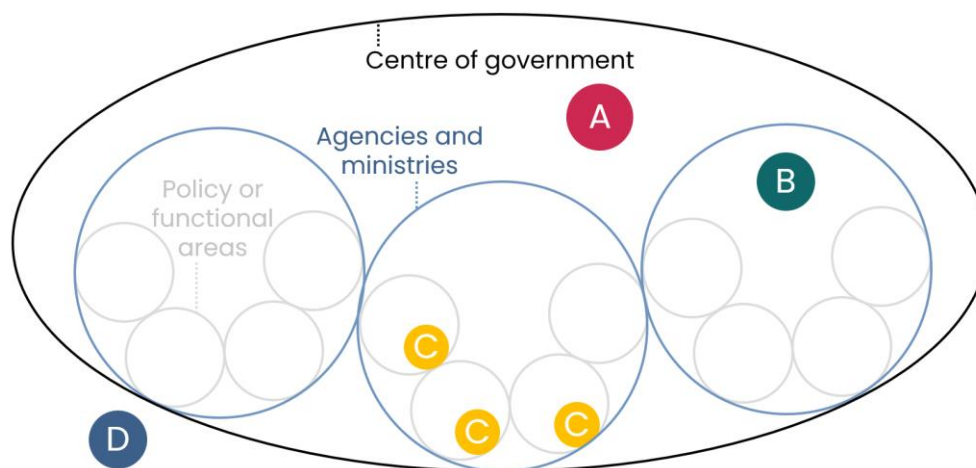 Centre of government
A
Agencies and
ministries
B
Policy or
functional
areas
C
C
C
D